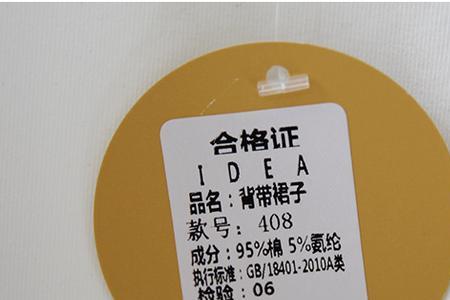 合格证
I D E A
品名：背带裙子
款号：408
成分：95%棉 5%氨纶
执行标准：GB/18401-2010A类
检验：06